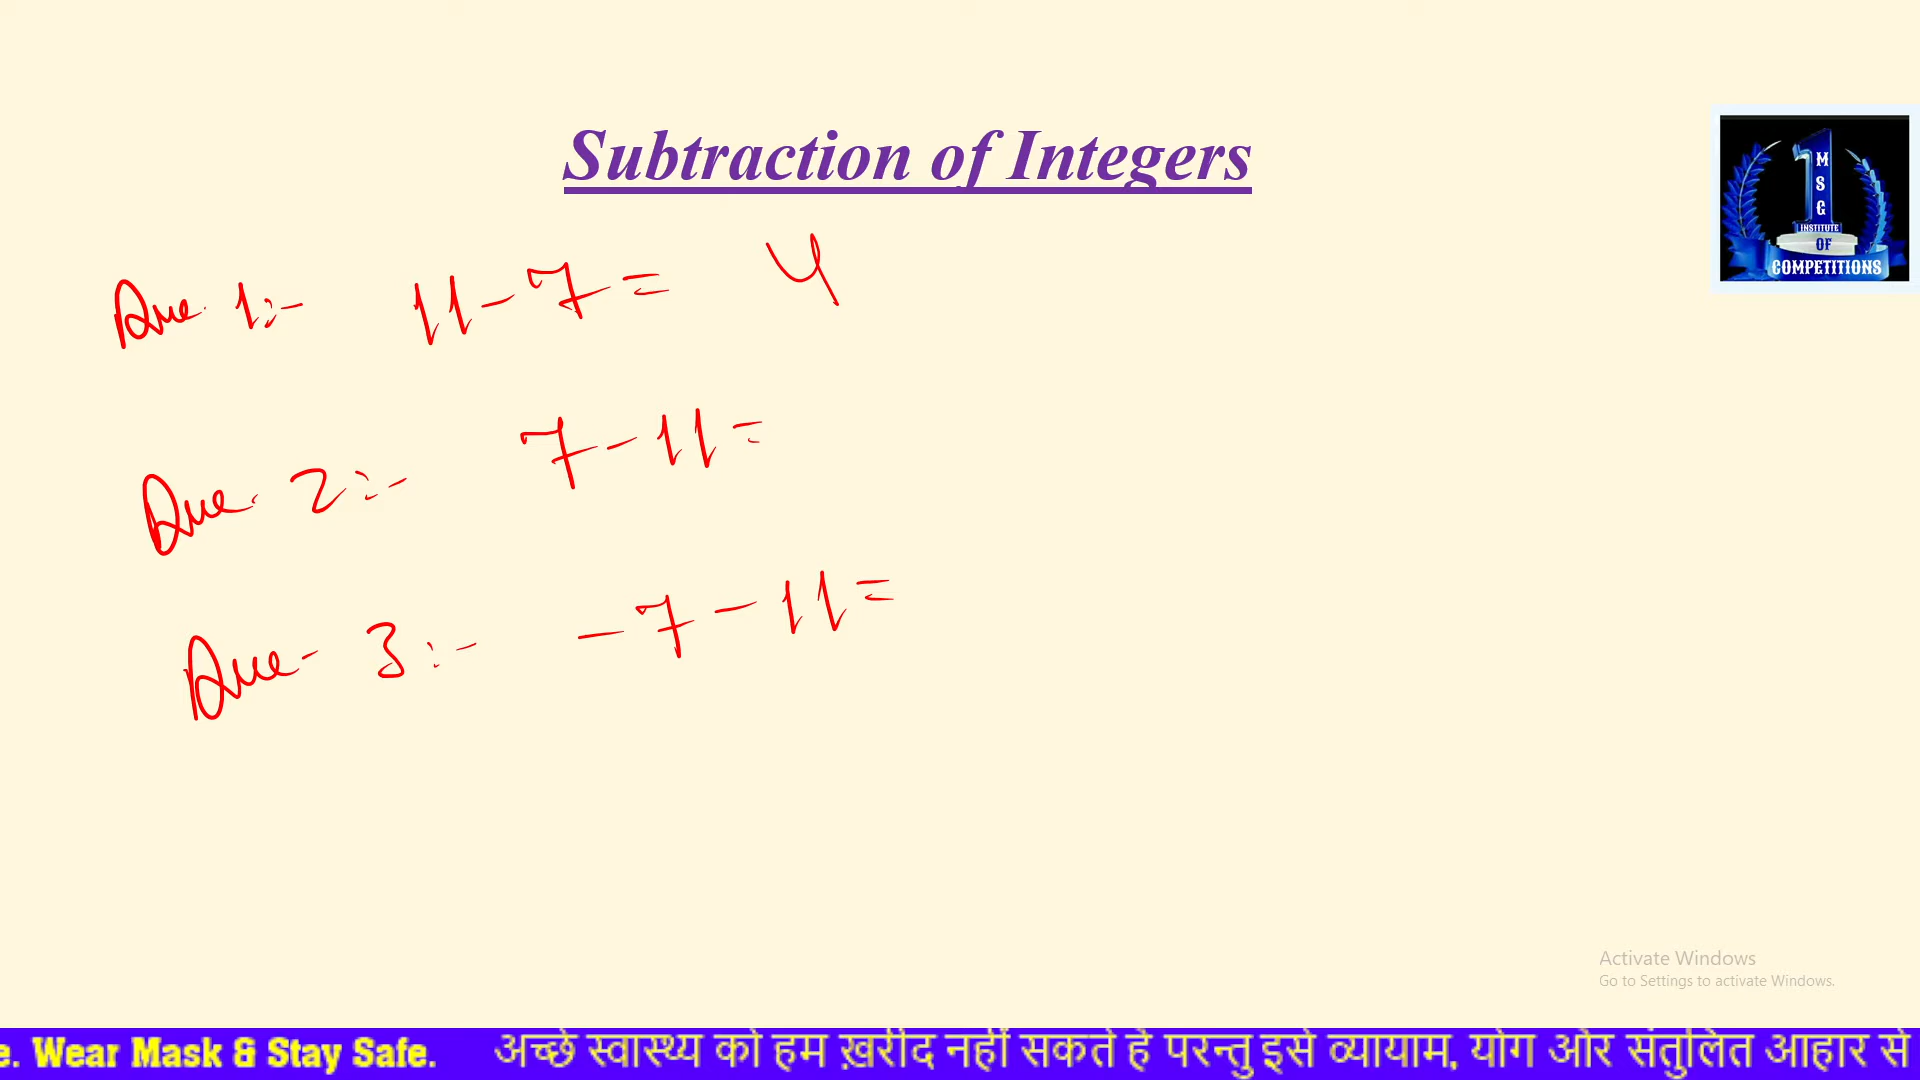 Subtraction of Integers
M
S
G
INSTITUTE
OF
COMPETITIONS
Que. 1:- 11-7= 4
Que. 2:- 7-11=
Que- 3:- -7-11=
Activate Windows
Go to Settings to activate Windows.
e. Wear Mask & Stay Safe. अच्छे स्वास्थ्य को हम ख़रीद नहीं सकते हैं परन्तु इसे व्यायाम, योग और संतुलित आहार से